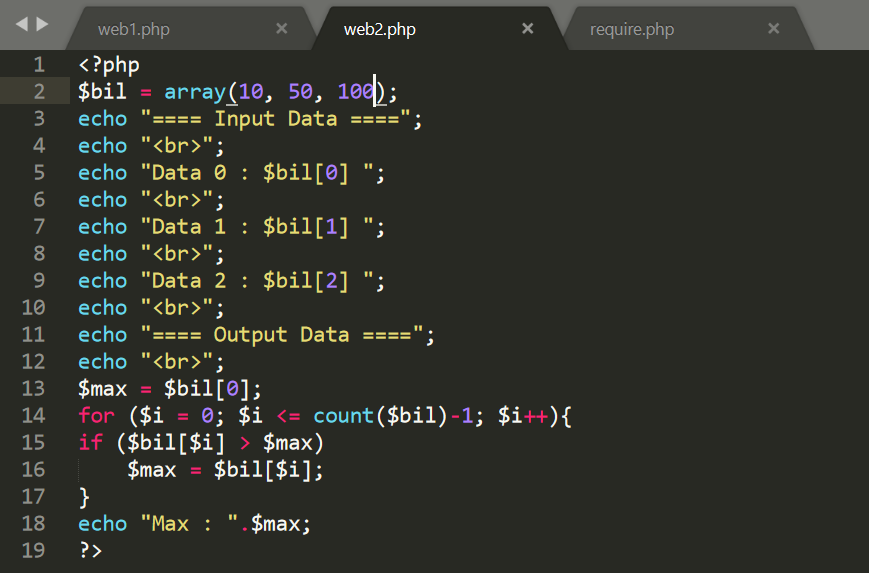 web1.php × web2.php × require.php ×
1 <?php
2 $bil = array(10, 50, 100);
3 echo "==== Input Data ====";
4 echo "<br>";
5 echo "Data 0 : $bil[0] ";
6 echo "<br>";
7 echo "Data 1 : $bil[1] ";
8 echo "<br>";
9 echo "Data 2 : $bil[2] ";
10 echo "<br>";
11 echo "==== Output Data ====";
12 echo "<br>";
13 $max = $bil[0];
14 for ($i = 0; $i <= count($bil)-1; $i++){
15 if ($bil[$i] > $max)
16     $max = $bil[$i];
17 }
18 echo "Max : ".$max;
19 ?>